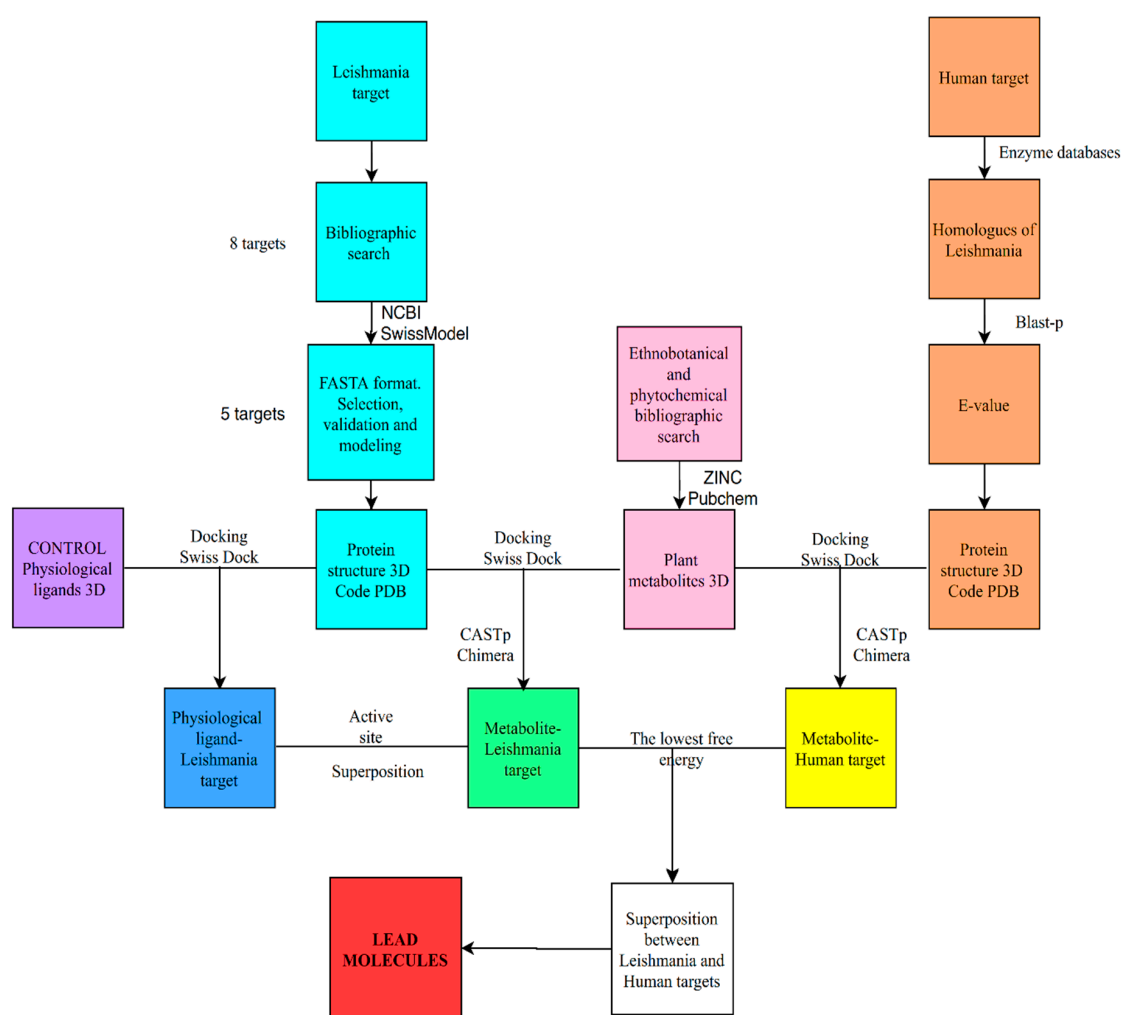 Leishmania
target
Human target
Enzyme databases
8 targets
Bibliographic
search
Homologues of
Leishmania
NCBI
SwissModel
Blast-p
5 targets
FASTA format.
Selection,
validation and
modeling
Ethnobotanical
and
phytochemical
bibliographic
search
E-value
ZINC
Pubchem
CONTROL
Physiological
ligands 3D
Docking
Swiss Dock
Protein
structure 3D
Code PDB
Docking
Swiss Dock
Plant
metabolites 3D
Docking
Swiss Dock
Protein
structure 3D
Code PDB
CASTp
Chimera
CASTp
Chimera
Physiological
ligand-
Leishmania
target
Active
site
Superposition
Metabolite-
Leishmania
target
The lowest free
energy
Metabolite-
Human target
LEAD
MOLECULES
Superposition
between
Leishmania and
Human targets